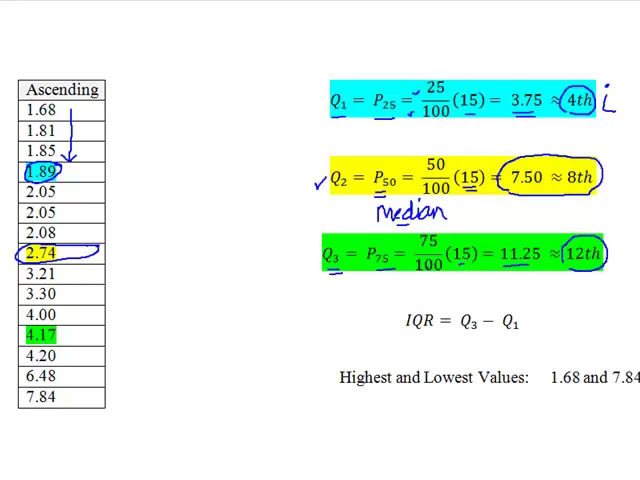 Ascending
1.68
1.81
1.85
1.89
2.05
2.05
2.08
2.74
3.21
3.30
4.00
4.17
4.20
6.48
7.84
Q₁ = P₂₅ = 25/100 (15) = 3.75 ≈ 4th i
Q₂ = P₅₀ = 50/100 (15) = 7.50 ≈ 8th
median
Q₃ = P₇₅ = 75/100 (15) = 11.25 ≈ 12th
IQR = Q₃ − Q₁
Highest and Lowest Values: 1.68 and 7.84